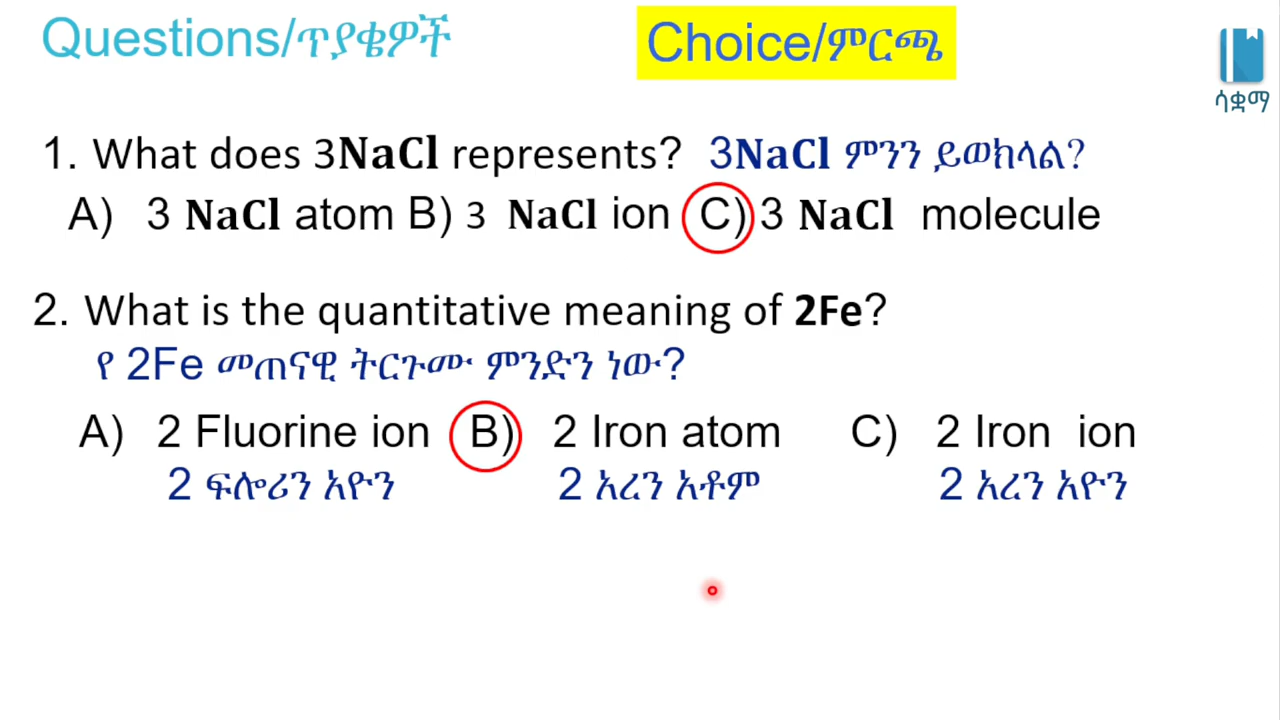 Questions/ጥያቄዎች
Choice/ምርጫ
ሳቋማ
1. What does 3NaCl represents? 3NaCl ምንን ይወክላል?
A) 3 NaCl atom B) 3 NaCl ion C) 3 NaCl molecule
2. What is the quantitative meaning of 2Fe?
የ 2Fe መጠናዊ ትርጉሙ ምንድን ነው?
A) 2 Fluorine ion B) 2 Iron atom C) 2 Iron ion
2 ፍሎሪን አዮን 2 አረን አቶም 2 አረን አዮን